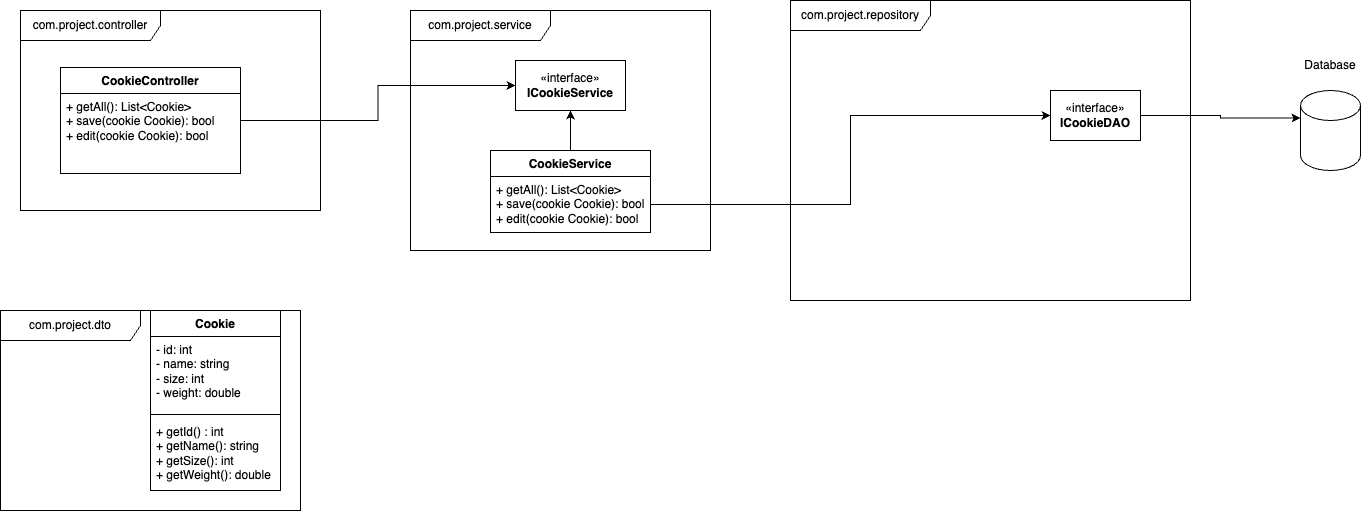 com.project.controller
CookieController
+ getAll(): List<Cookie>
+ save(cookie Cookie): bool
+ edit(cookie Cookie): bool
com.project.service
«interface»
ICookieService
CookieService
+ getAll(): List<Cookie>
+ save(cookie Cookie): bool
+ edit(cookie Cookie): bool
com.project.repository
«interface»
ICookieDAO
Database
com.project.dto
Cookie
- id: int
- name: string
- size: int
- weight: double
+ getId() : int
+ getName(): string
+ getSize(): int
+ getWeight(): double